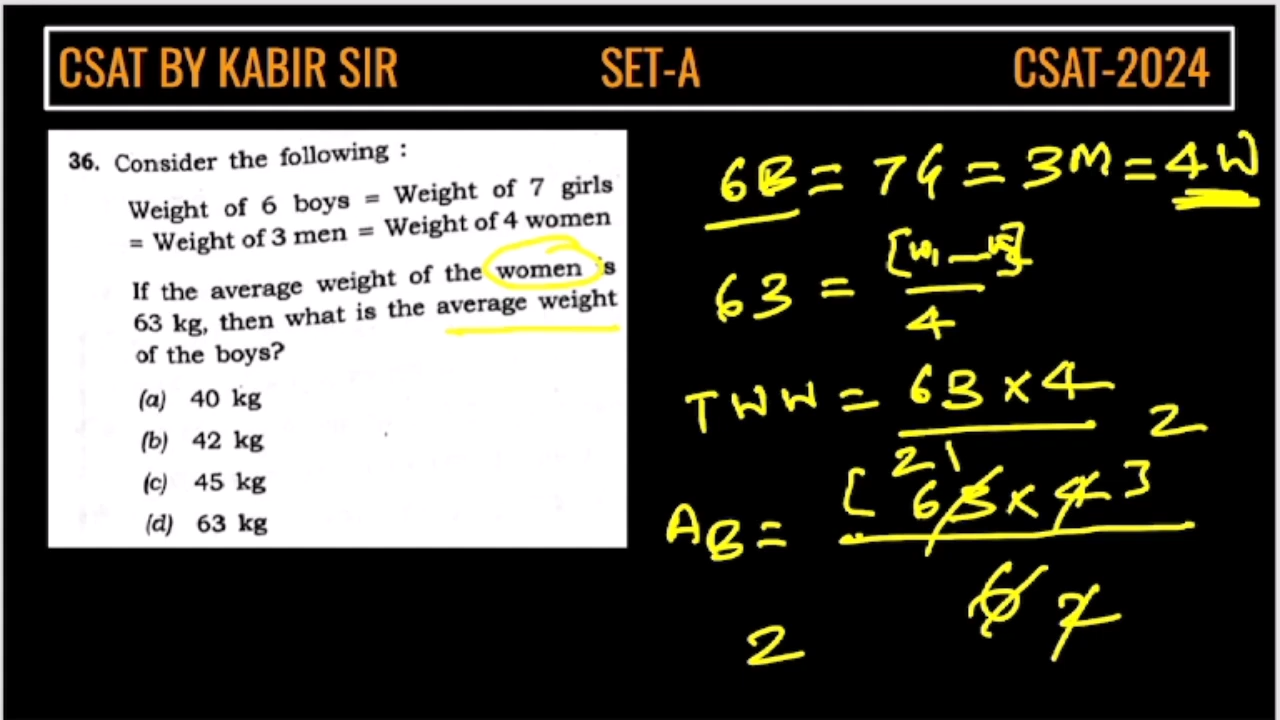 CSAT BY KABIR SIR SET-A CSAT-2024
36. Consider the following :
Weight of 6 boys = Weight of 7 girls
= Weight of 3 men = Weight of 4 women
If the average weight of the women is
63 kg, then what is the average weight
of the boys?
(a) 40 kg
(b) 42 kg
(c) 45 kg
(d) 63 kg
6B = 7G = 3M = 4W
63 =
4
TWW = 63 × 4
2
21
AB = [63 × 4]
6 2
2